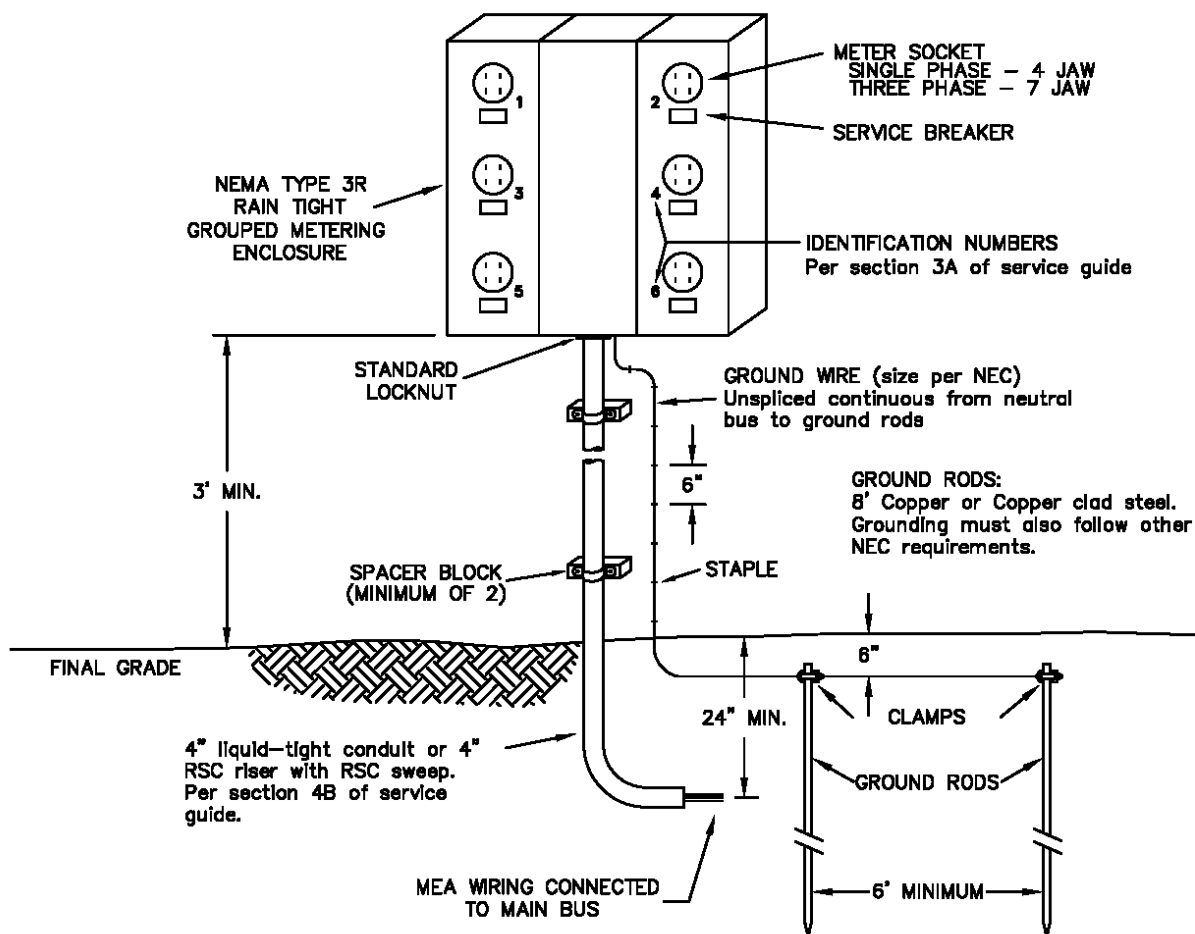 METER SOCKET
SINGLE PHASE – 4 JAW
THREE PHASE – 7 JAW
1
2
SERVICE BREAKER
NEMA TYPE 3R
RAIN TIGHT
GROUPED METERING
ENCLOSURE
3
4
IDENTIFICATION NUMBERS
Per section 3A of service guide
5
6
STANDARD
LOCKNUT
GROUND WIRE (size per NEC)
Unspliced continuous from neutral
bus to ground rods
3' MIN.
6"
GROUND RODS:
8' Copper or Copper clad steel.
Grounding must also follow other
NEC requirements.
SPACER BLOCK
(MINIMUM OF 2)
STAPLE
FINAL GRADE
6"
24" MIN.
CLAMPS
4" liquid–tight conduit or 4"
RSC riser with RSC sweep.
Per section 4B of service
guide.
GROUND RODS
MEA WIRING CONNECTED
TO MAIN BUS
6' MINIMUM